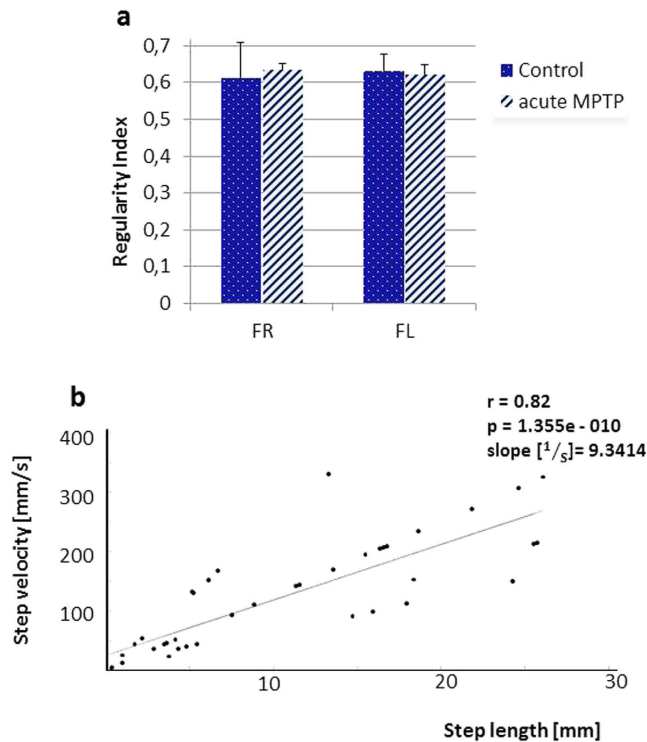 a
0,7
0,6
0,5
0,4
0,3
0,2
0,1
0
Regularity Index
FR FL
Control
acute MPTP
b
r = 0.82
p = 1.355e - 010
slope [1/s]= 9.3414
400
300
200
100
Step velocity [mm/s]
10 20 30
Step length [mm]